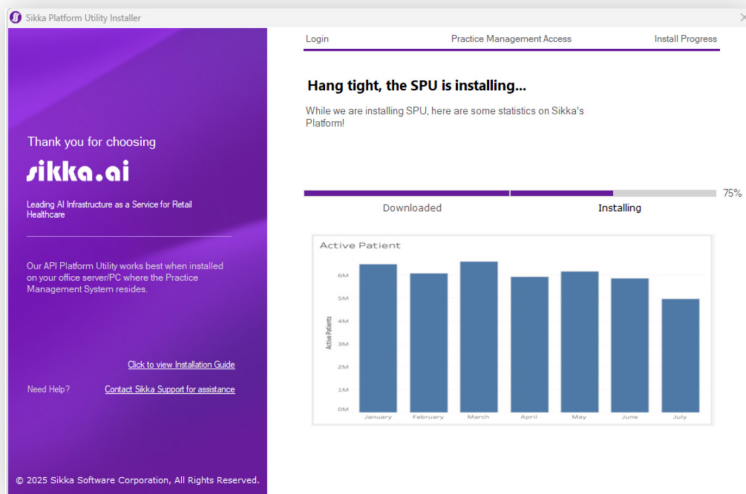 Sikka Platform Utility Installer
Login
Practice Management Access
Install Progress
Hang tight, the SPU is installing...
While we are installing SPU, here are some statistics on Sikka's
Platform!
Thank you for choosing
sikka.ai
Leading AI Infrastructure as a Service for Retail
Healthcare
Our API Platform Utility works best when installed
on your office server/PC where the Practice
Management System resides.
Click to view Installation Guide
Need Help?
Contact Sikka Support for assistance
© 2025 Sikka Software Corporation, All Rights Reserved.
75%
Downloaded
Installing
Active Patient
Active Patients
6M
5M
4M
3M
2M
1M
0M
January
February
March
April
May
June
July